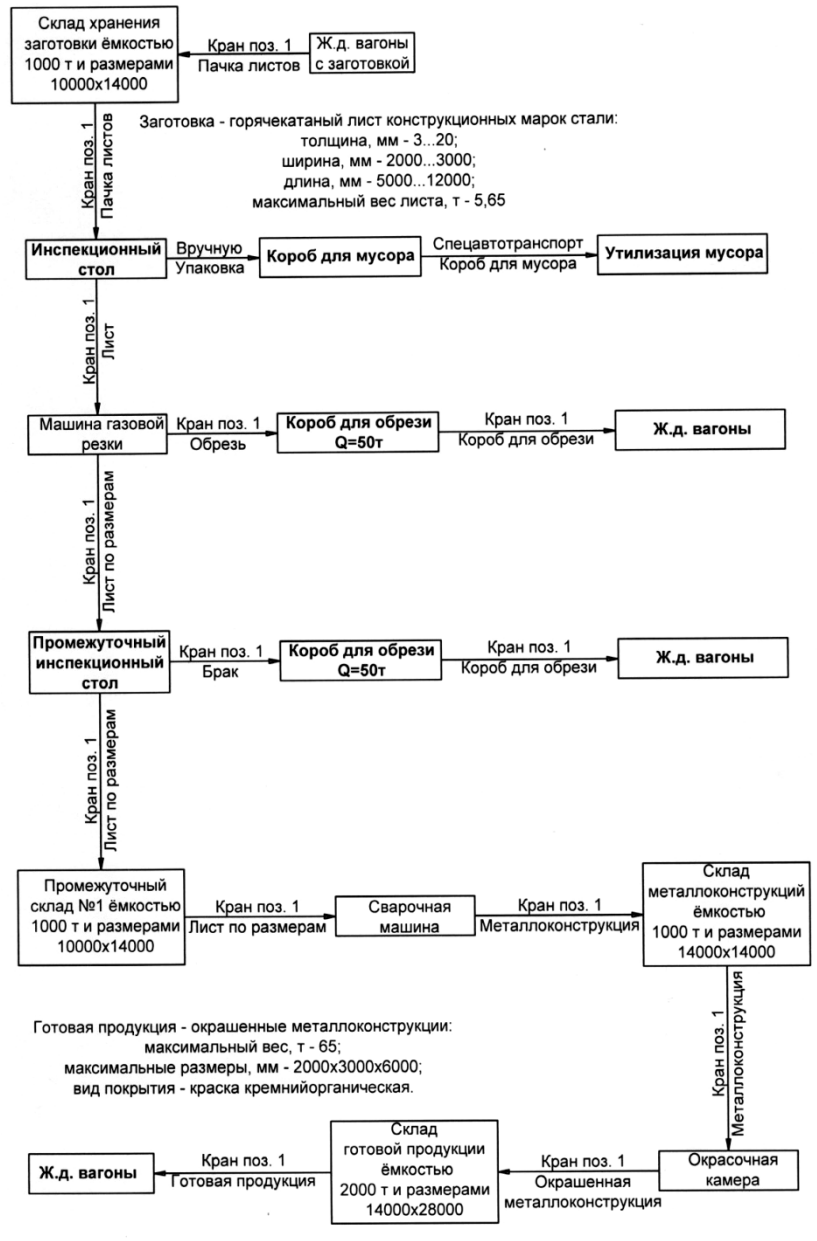 Склад хранения
заготовки ёмкостью
1000 т и размерами
10000х14000
Кран поз. 1
Пачка листов
Ж.д. вагоны
с заготовкой
Кран поз. 1
Пачка листов
Заготовка - горячекатаный лист конструкционных марок стали:
толщина, мм - 3...20;
ширина, мм - 2000...3000;
длина, мм - 5000...12000;
максимальный вес листа, т - 5,65
Инспекционный
стол
Вручную
Упаковка
Короб для мусора
Спецавтотранспорт
Короб для мусора
Утилизация мусора
Кран поз. 1
Лист
Машина газовой
резки
Кран поз. 1
Обрезь
Короб для обрези
Q=50т
Кран поз. 1
Короб для обрези
Ж.д. вагоны
Кран поз. 1
Лист по размерам
Промежуточный
инспекционный
стол
Кран поз. 1
Брак
Короб для обрези
Q=50т
Кран поз. 1
Короб для обрези
Ж.д. вагоны
Кран поз. 1
Лист по размерам
Промежуточный
склад №1 ёмкостью
1000 т и размерами
10000х14000
Кран поз. 1
Лист по размерам
Сварочная
машина
Кран поз. 1
Металлоконструкция
Склад
металлоконструкций
ёмкостью
1000 т и размерами
14000х14000
Кран поз. 1
Металлоконструкция
Готовая продукция - окрашенные металлоконструкции:
максимальный вес, т - 65;
максимальные размеры, мм - 2000х3000х6000;
вид покрытия - краска кремнийорганическая.
Ж.д. вагоны
Кран поз. 1
Готовая продукция
Склад
готовой продукции
ёмкостью
2000 т и размерами
14000х28000
Кран поз. 1
Окрашенная
металлоконструкция
Окрасочная
камера